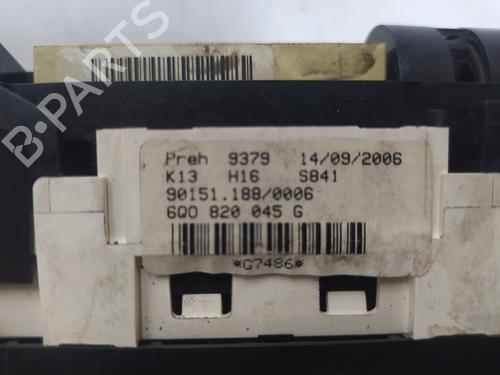 Preh 9379 14/09/2006
K13 H16 S841
90151.188/0006
6Q0 820 045 G
*G7486*
B-PARTS